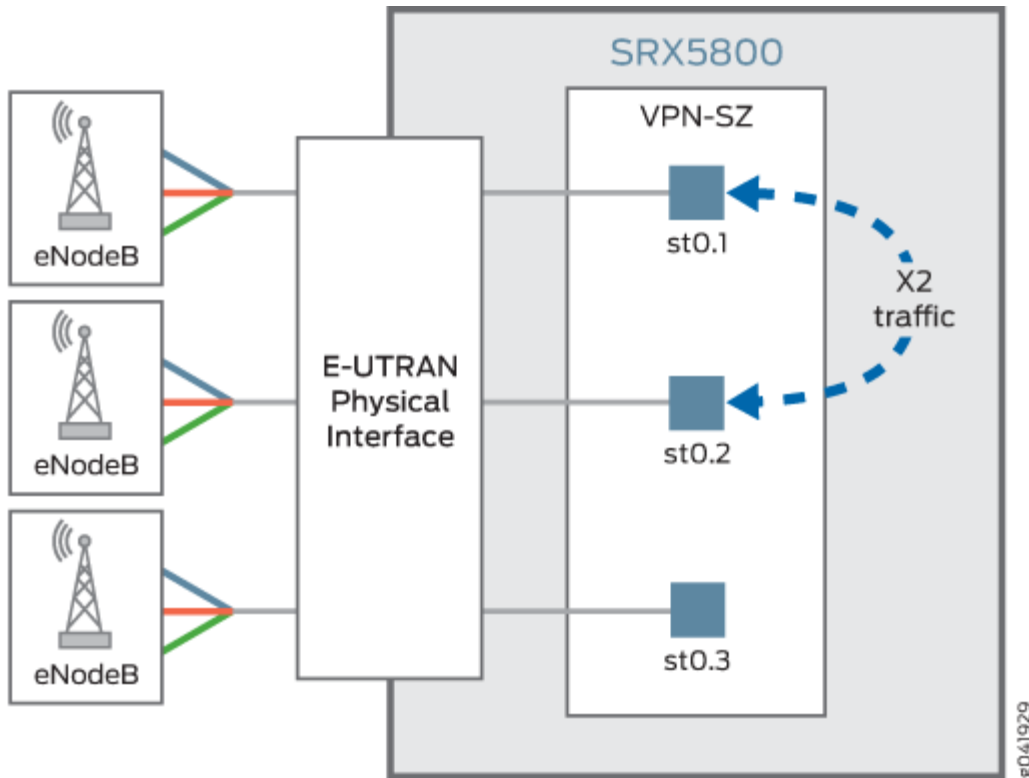 SRX5800
VPN-SZ
eNodeB
eNodeB
eNodeB
E-UTRAN
Physical
Interface
st0.1
st0.2
st0.3
X2
traffic
g041929